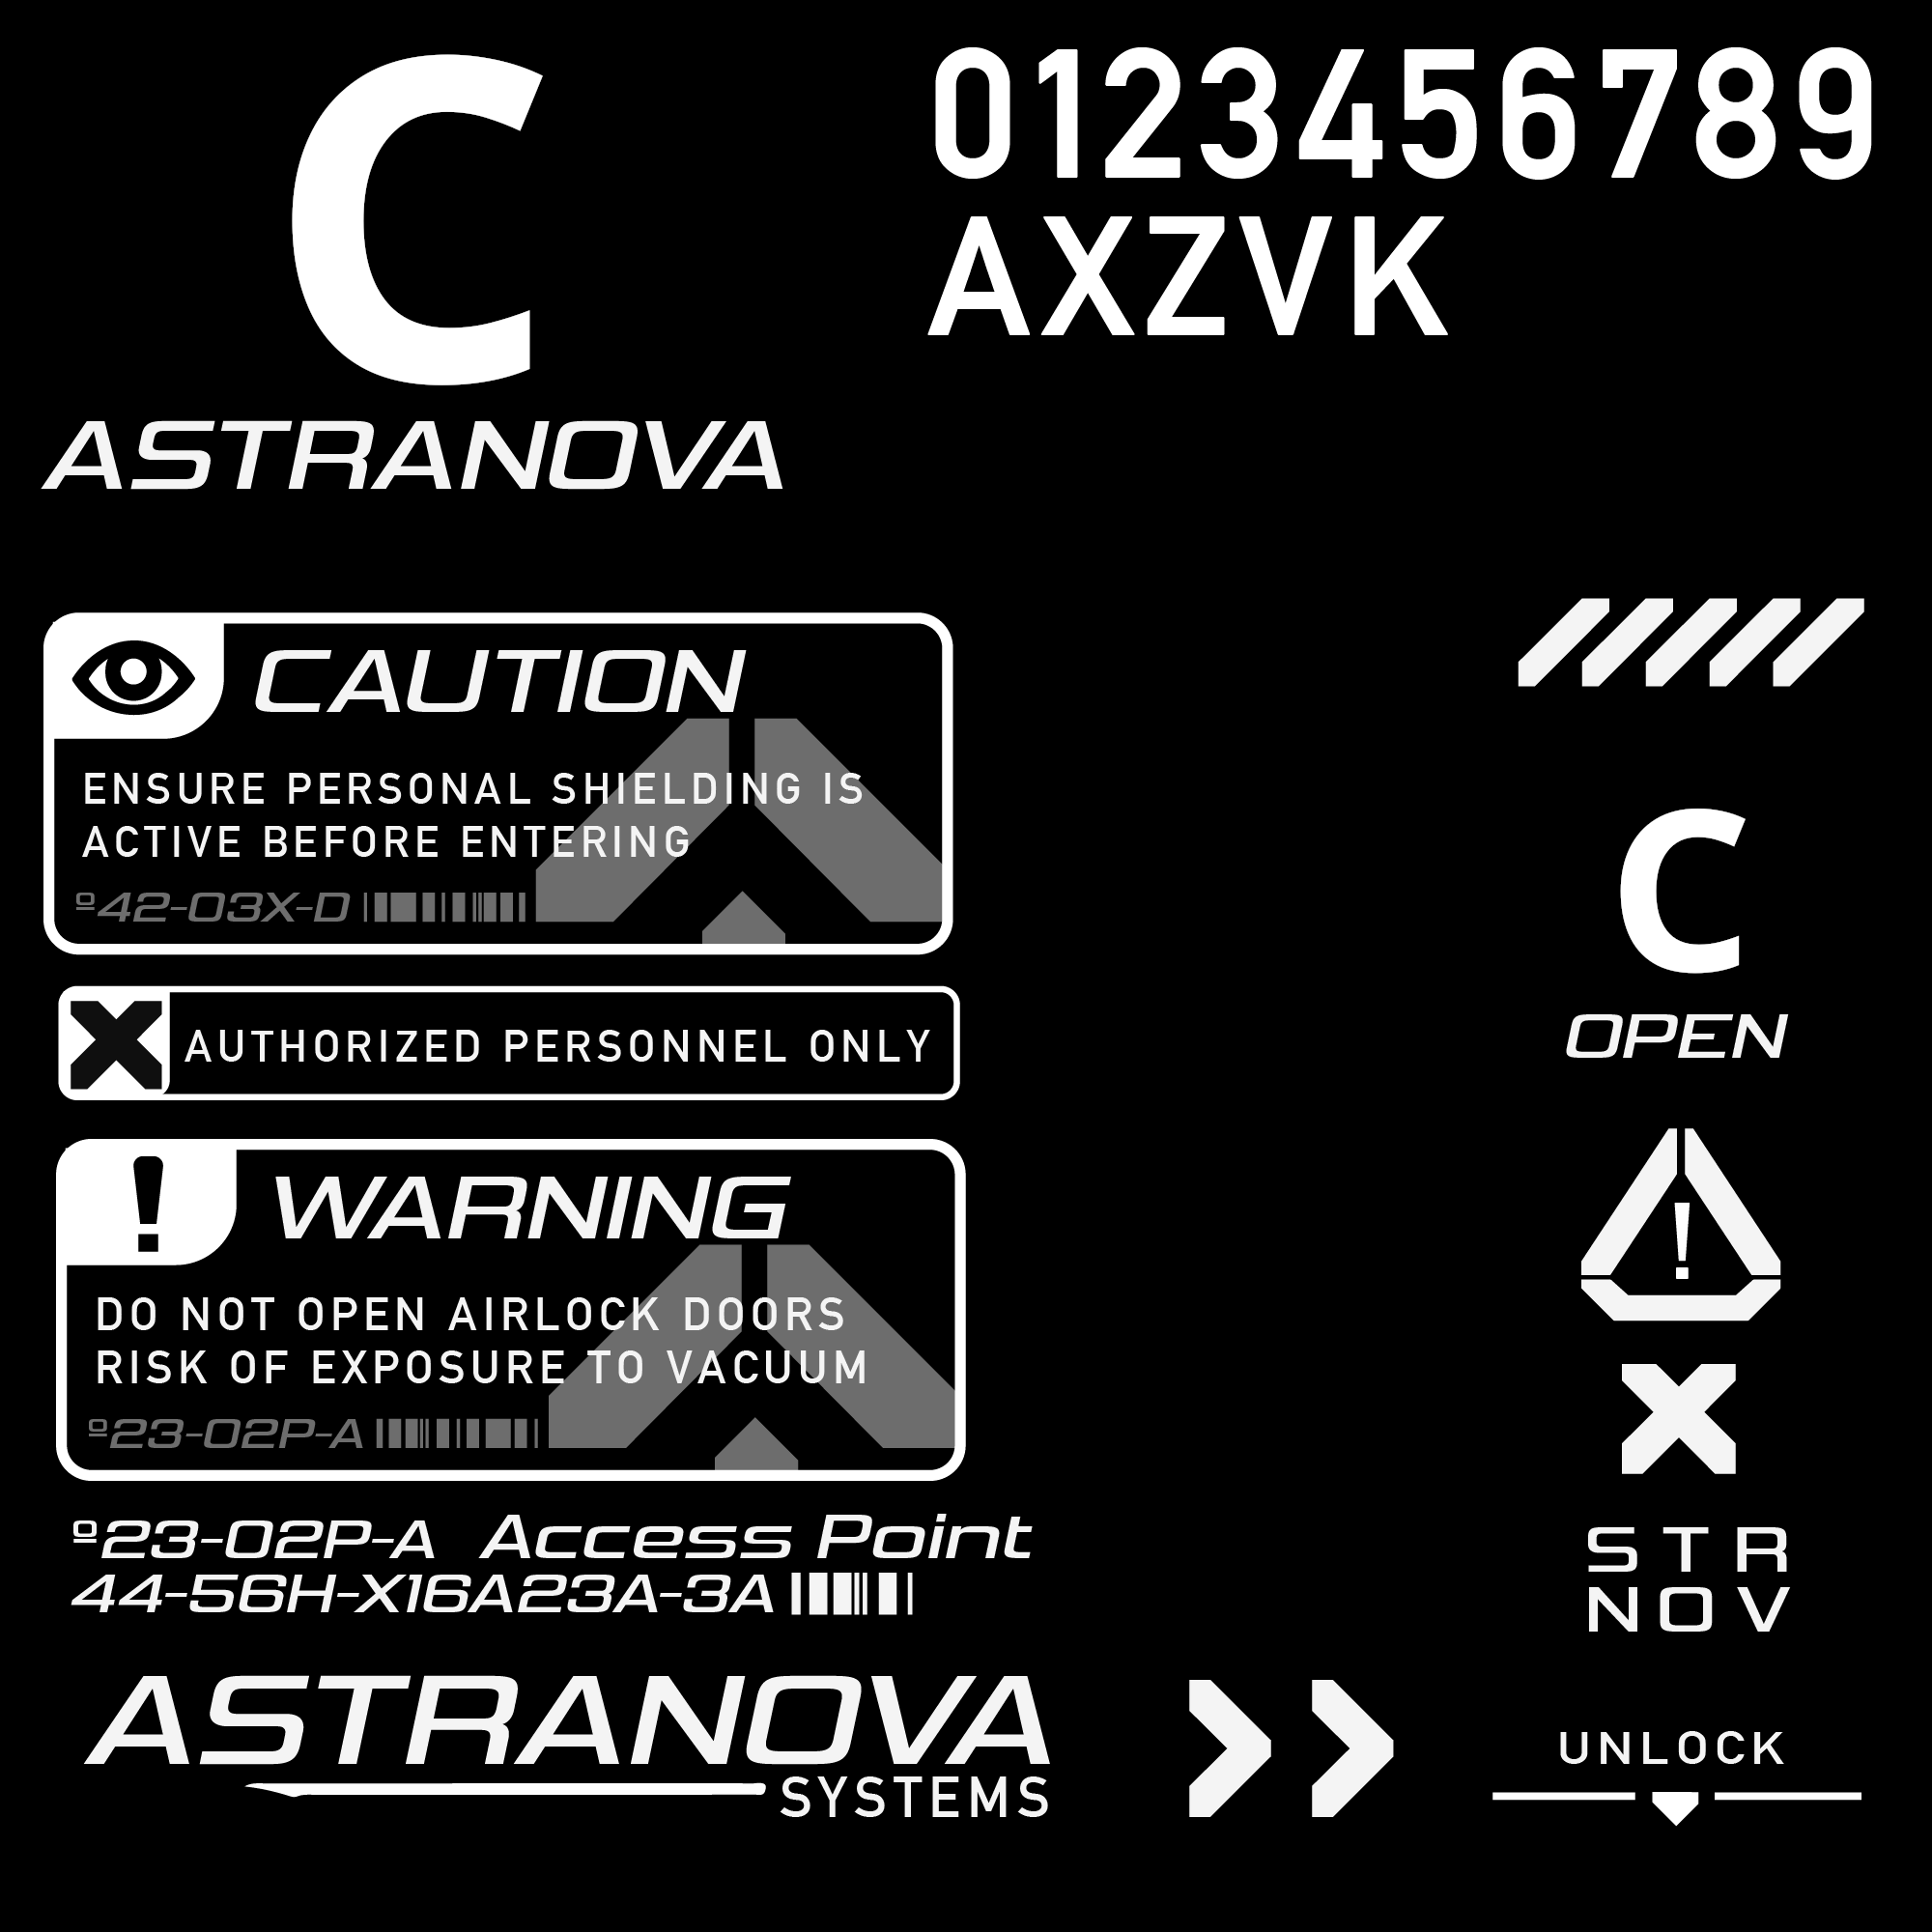 C
0123456789
AXZVK
ASTRANOVA
CAUTION
ENSURE PERSONAL SHIELDING IS
ACTIVE BEFORE ENTERING
º42-03X-D
AUTHORIZED PERSONNEL ONLY
!
WARNING
DO NOT OPEN AIRLOCK DOORS
RISK OF EXPOSURE TO VACUUM
º23-02P-A
º23-02P-A Access Point
44-56H-X16A23A-3A
ASTRANOVA
SYSTEMS
C
OPEN
!
X
STR
NOV
UNLOCK